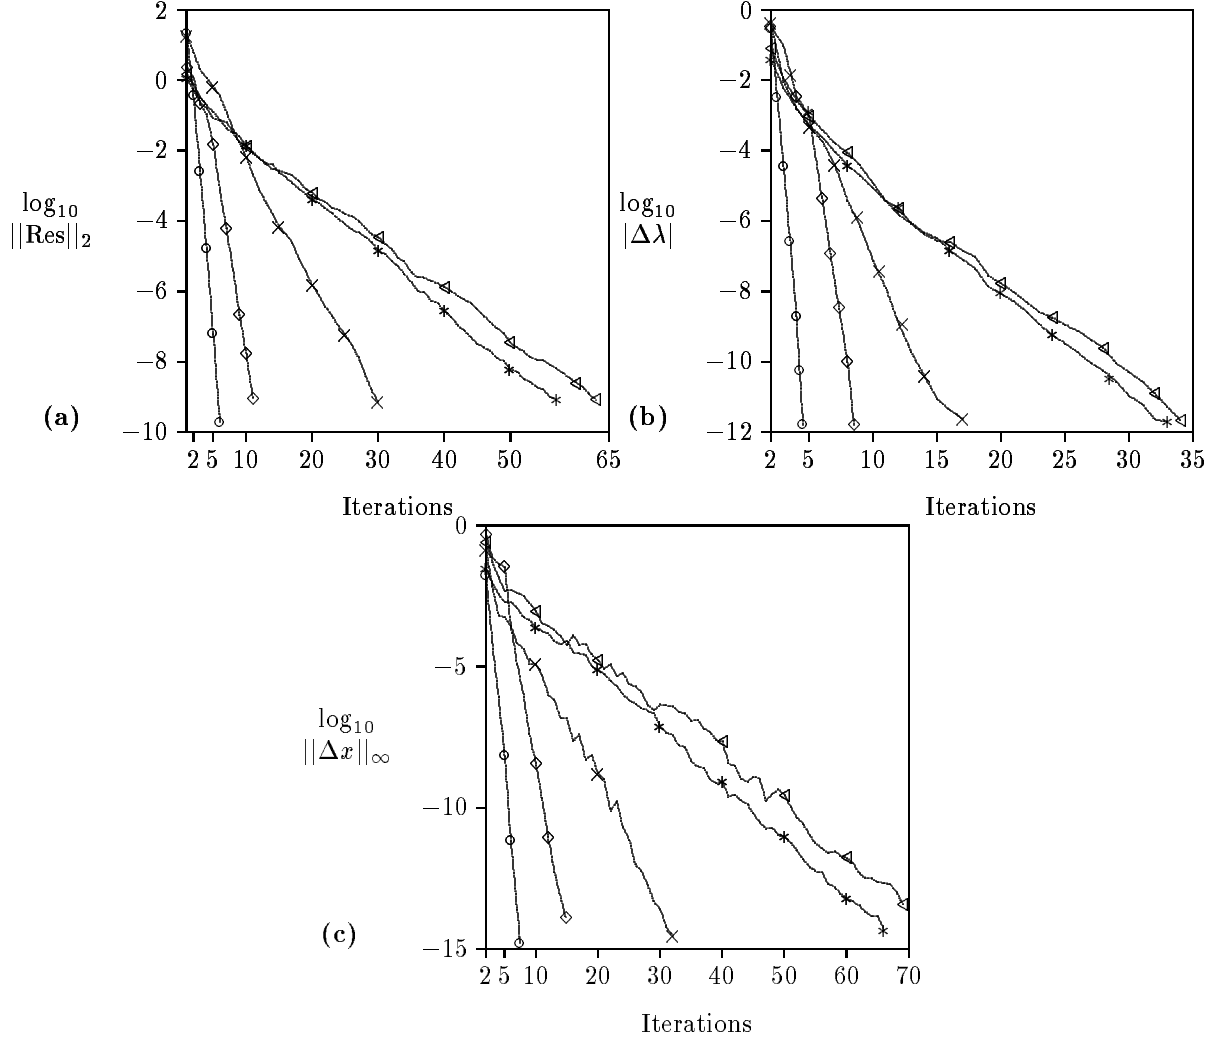 2
0
−2
−4
−6
−8
−10
log10
||Res||2
(a)
2 5 10 20 30 40 50 65
Iterations
0
−2
−4
−6
−8
−10
−12
log10
|Δλ|
(b)
2 5 10 15 20 25 30 35
Iterations
0
−5
−10
−15
log10
||Δx||∞
(c)
2 5 10 20 30 40 50 60 70
Iterations